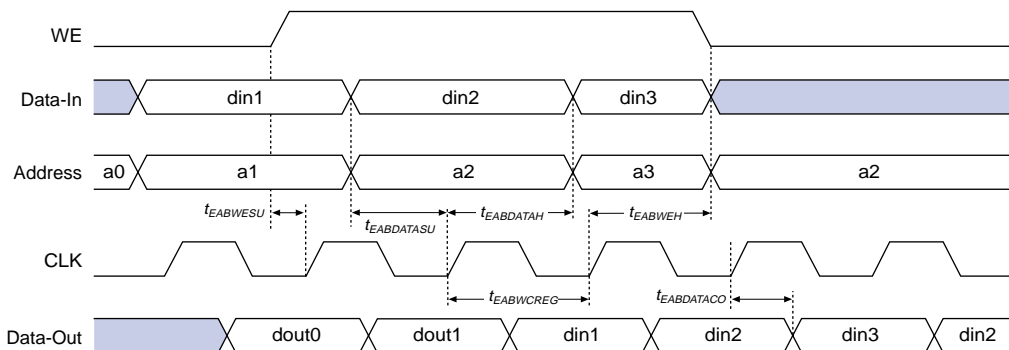 WE
Data-In din1 din2 din3
Address a0 a1 a2 a3 a2
tEABWESU tEABDATASU tEABDATAH tEABWEH
CLK
tEABWCREG tEABDATACO
Data-Out dout0 dout1 din1 din2 din3 din2